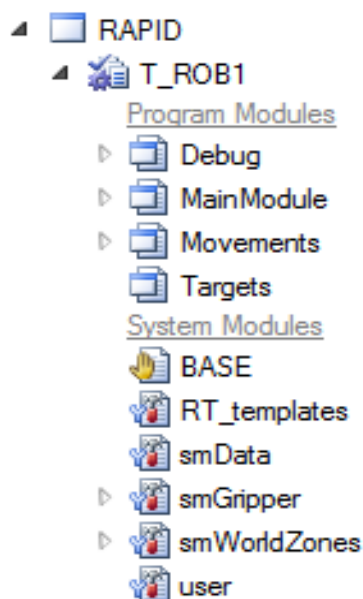 RAPID
T_ROB1
Program Modules
Debug
MainModule
Movements
Targets
System Modules
BASE
RT_templates
smData
smGripper
smWorldZones
user